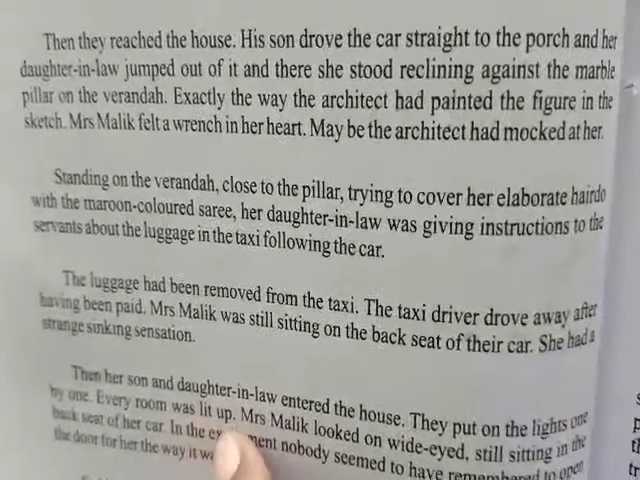 Then they reached the house. His son drove the car straight to the porch and her
daughter-in-law jumped out of it and there she stood reclining against the marble
pillar on the verandah. Exactly the way the architect had painted the figure in the
sketch. Mrs Malik felt a wrench in her heart. May be the architect had mocked at her.
Standing on the verandah, close to the pillar, trying to cover her elaborate hairdo
with the maroon-coloured saree, her daughter-in-law was giving instructions to the
servants about the luggage in the taxi following the car.
The luggage had been removed from the taxi. The taxi driver drove away after
having been paid. Mrs Malik was still sitting on the back seat of their car. She had a
strange sinking sensation.
Then her son and daughter-in-law entered the house. They put on the lights one
by one. Every room was lit up. Mrs Malik looked on wide-eyed, still sitting in the
back seat of her car. In the nobody seemed to have remembered to open
the door for her the way it